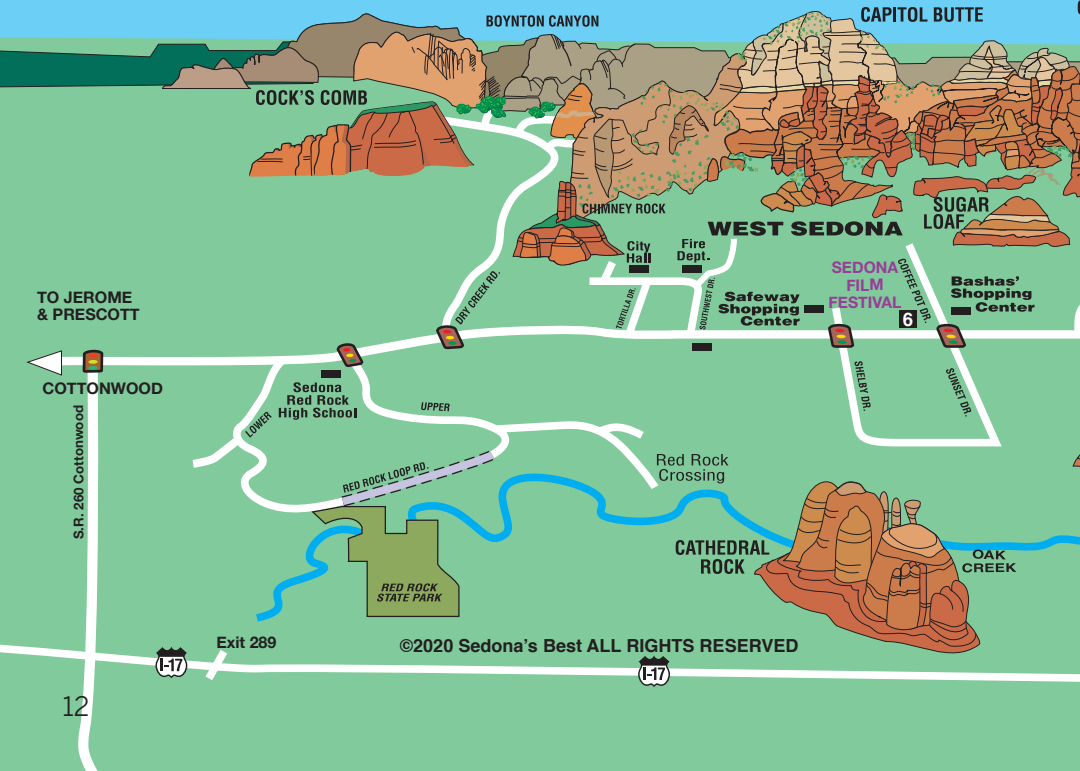 BOYNTON CANYON
CAPITOL BUTTE
COCK'S COMB
CHIMNEY ROCK
SUGAR
LOAF
WEST SEDONA
City
Hall
Fire
Dept.
SEDONA
FILM
FESTIVAL
COFFEE POT DR.
Bashas'
Shopping
Center
TO JEROME
& PRESCOTT
DRY CREEK RD.
TORTILLA DR.
SOUTHWEST DR.
Safeway
Shopping
Center
6
COTTONWOOD
Sedona
Red Rock
High School
LOWER
UPPER
SHELBY DR.
SUNSET DR.
S.R. 260 Cottonwood
RED ROCK LOOP RD.
Red Rock
Crossing
CATHEDRAL
ROCK
OAK
CREEK
RED ROCK
STATE PARK
Exit 289
©2020 Sedona's Best ALL RIGHTS RESERVED
I-17
I-17
12